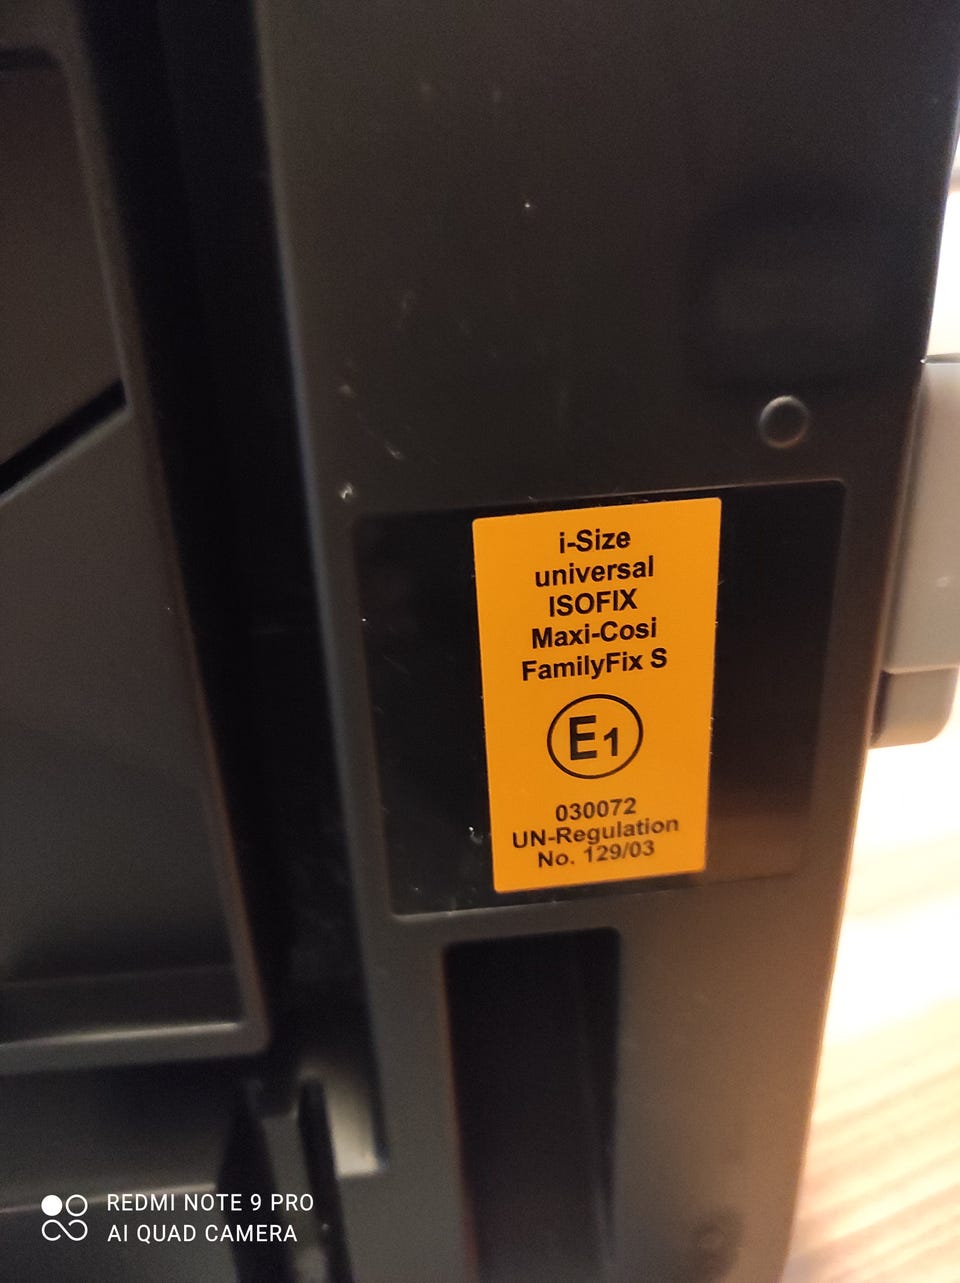 i-Size
universal
ISOFIX
Maxi-Cosi
FamilyFix S
E1
030072
UN-Regulation
No. 129/03
REDMI NOTE 9 PRO
AI QUAD CAMERA